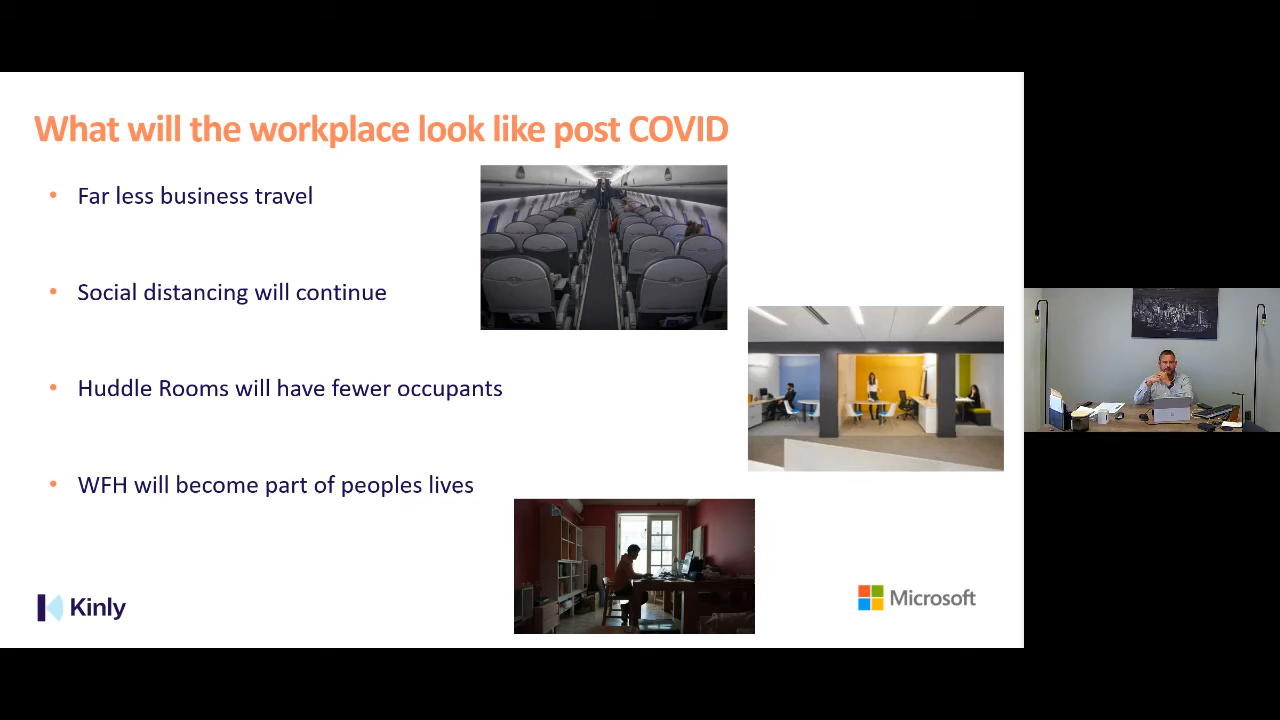 What will the workplace look like post COVID
• Far less business travel
• Social distancing will continue
• Huddle Rooms will have fewer occupants
• WFH will become part of peoples lives
Kinly
Microsoft